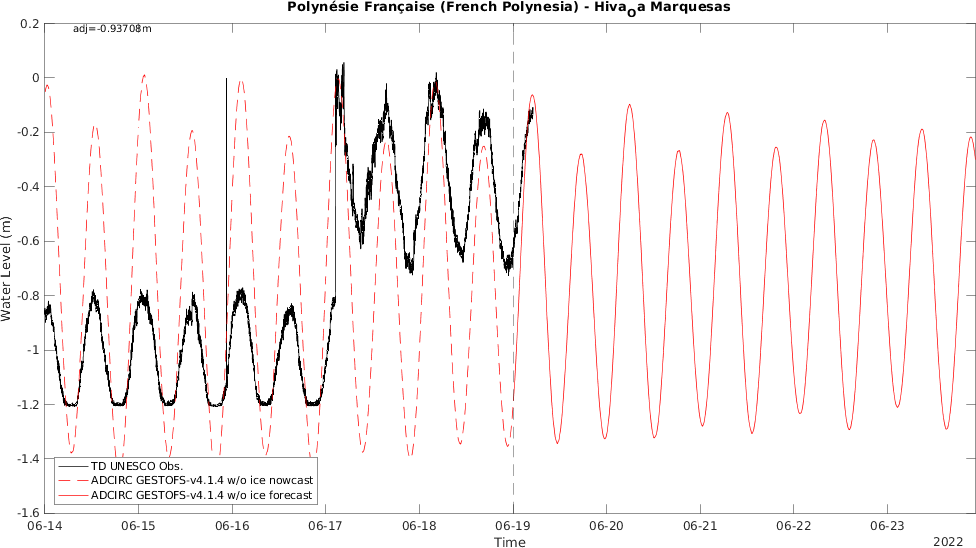 Polynésie Française (French Polynesia) - HivaOa Marquesas
adj=-0.93708m
0.2
0
-0.2
-0.4
-0.6
-0.8
-1
-1.2
-1.4
-1.6
Water Level (m)
TD UNESCO Obs.
ADCIRC GESTOFS-v4.1.4 w/o ice nowcast
ADCIRC GESTOFS-v4.1.4 w/o ice forecast
06-14 06-15 06-16 06-17 06-18 06-19 06-20 06-21 06-22 06-23
Time
2022